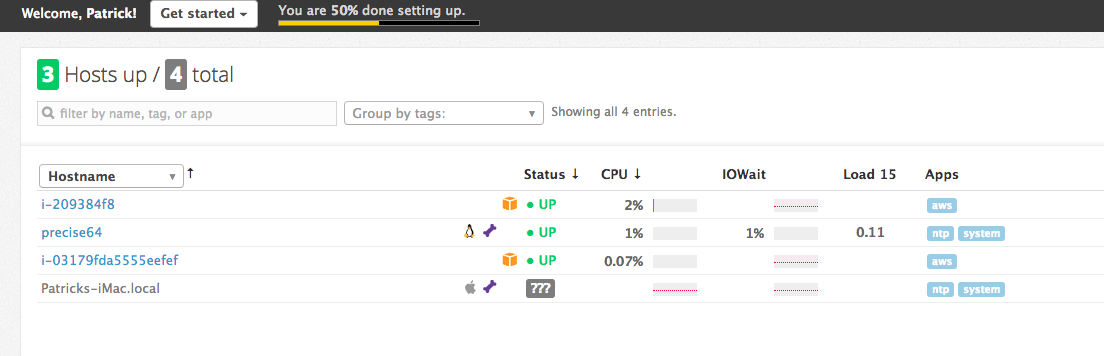 Welcome, Patrick! Get started You are 50% done setting up.
3 Hosts up / 4 total
filter by name, tag, or app Group by tags: Showing all 4 entries.
Hostname ↑ Status ↓ CPU ↓ IOWait Load 15 Apps
i-209384f8 UP 2% aws
precise64 UP 1% 1% 0.11 ntp system
i-03179fda5555eefef UP 0.07% aws
Patricks-iMac.local ??? ntp system